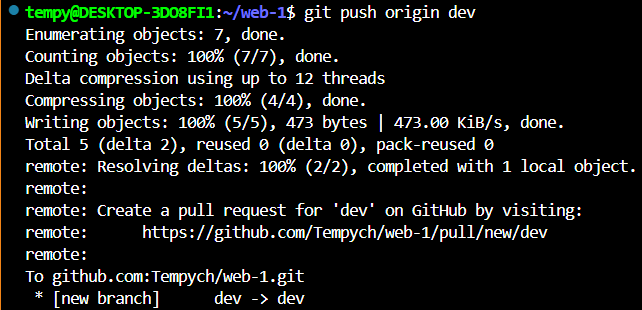 tempy@DESKTOP-3DO8FI1:~/web-1$ git push origin dev
Enumerating objects: 7, done.
Counting objects: 100% (7/7), done.
Delta compression using up to 12 threads
Compressing objects: 100% (4/4), done.
Writing objects: 100% (5/5), 473 bytes | 473.00 KiB/s, done.
Total 5 (delta 2), reused 0 (delta 0), pack-reused 0
remote: Resolving deltas: 100% (2/2), completed with 1 local object.
remote:
remote: Create a pull request for 'dev' on GitHub by visiting:
remote:      https://github.com/Tempych/web-1/pull/new/dev
remote:
To github.com:Tempych/web-1.git
 * [new branch]      dev -> dev